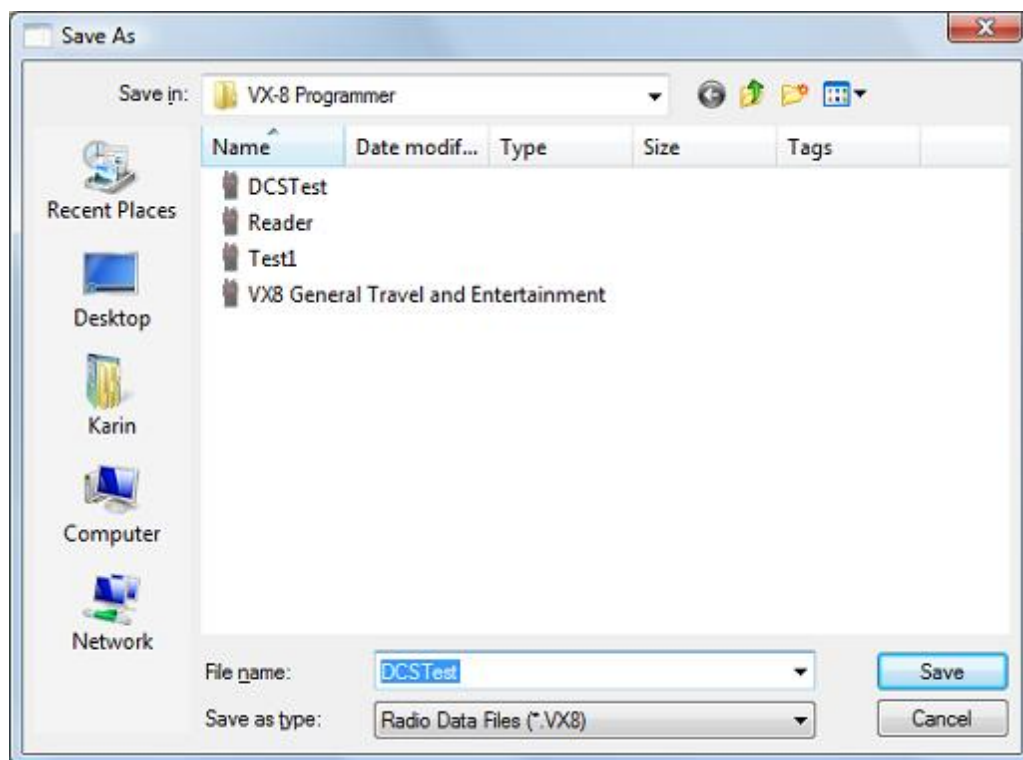 Save As
Save in: VX-8 Programmer
Name Date modif... Type Size Tags
DCSTest
Reader
Test1
VX8 General Travel and Entertainment
Recent Places
Desktop
Karin
Computer
Network
File name: DCSTest Save
Save as type: Radio Data Files (*.VX8) Cancel